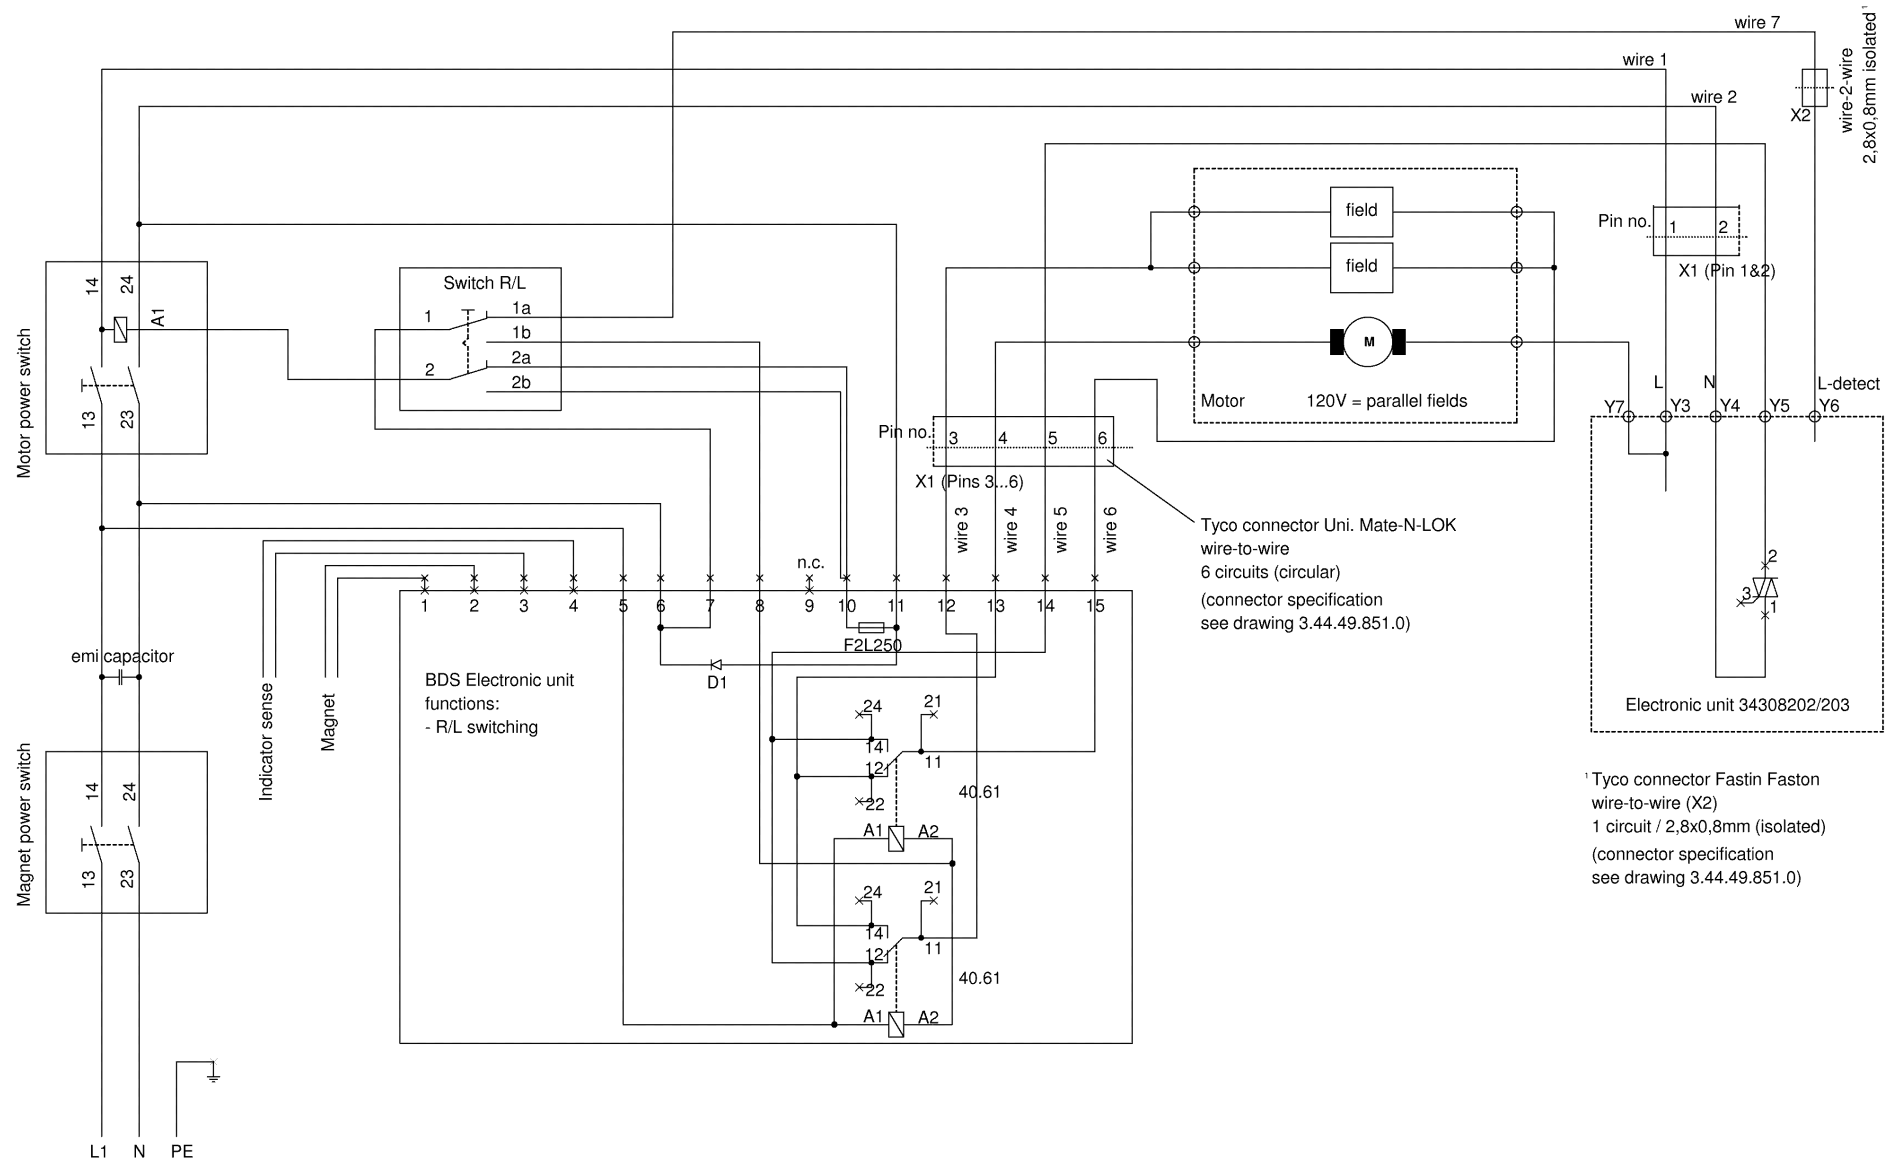 wire 7
wire 1
wire 2
wire-2-wire
2,8x0,8mm isolated¹
X2
Pin no.
1
2
X1 (Pin 1&2)
field
field
M
Motor
120V = parallel fields
Motor power switch
14
24
A1
13
23
Switch R/L
1
1a
1b
2
2a
2b
Pin no.
3
4
5
6
X1 (Pins 3...6)
wire 3
wire 4
wire 5
wire 6
Tyco connector Uni. Mate-N-LOK
wire-to-wire
6 circuits (circular)
(connector specification
see drawing 3.44.49.851.0)
L
N
L-detect
Y7
Y3
Y4
Y5
Y6
2
3
1
Electronic unit 34308202/203
n.c.
1
2
3
4
5
6
7
8
9
10
11
12
13
14
15
F2L250
D1
BDS Electronic unit
functions:
- R/L switching
24
21
14
12
11
22
40.61
A1
A2
24
21
14
12
11
22
40.61
A1
A2
emi capacitor
Indicator sense
Magnet
Magnet power switch
14
24
13
23
L1
N
PE
¹ Tyco connector Fastin Faston
wire-to-wire (X2)
1 circuit / 2,8x0,8mm (isolated)
(connector specification
see drawing 3.44.49.851.0)